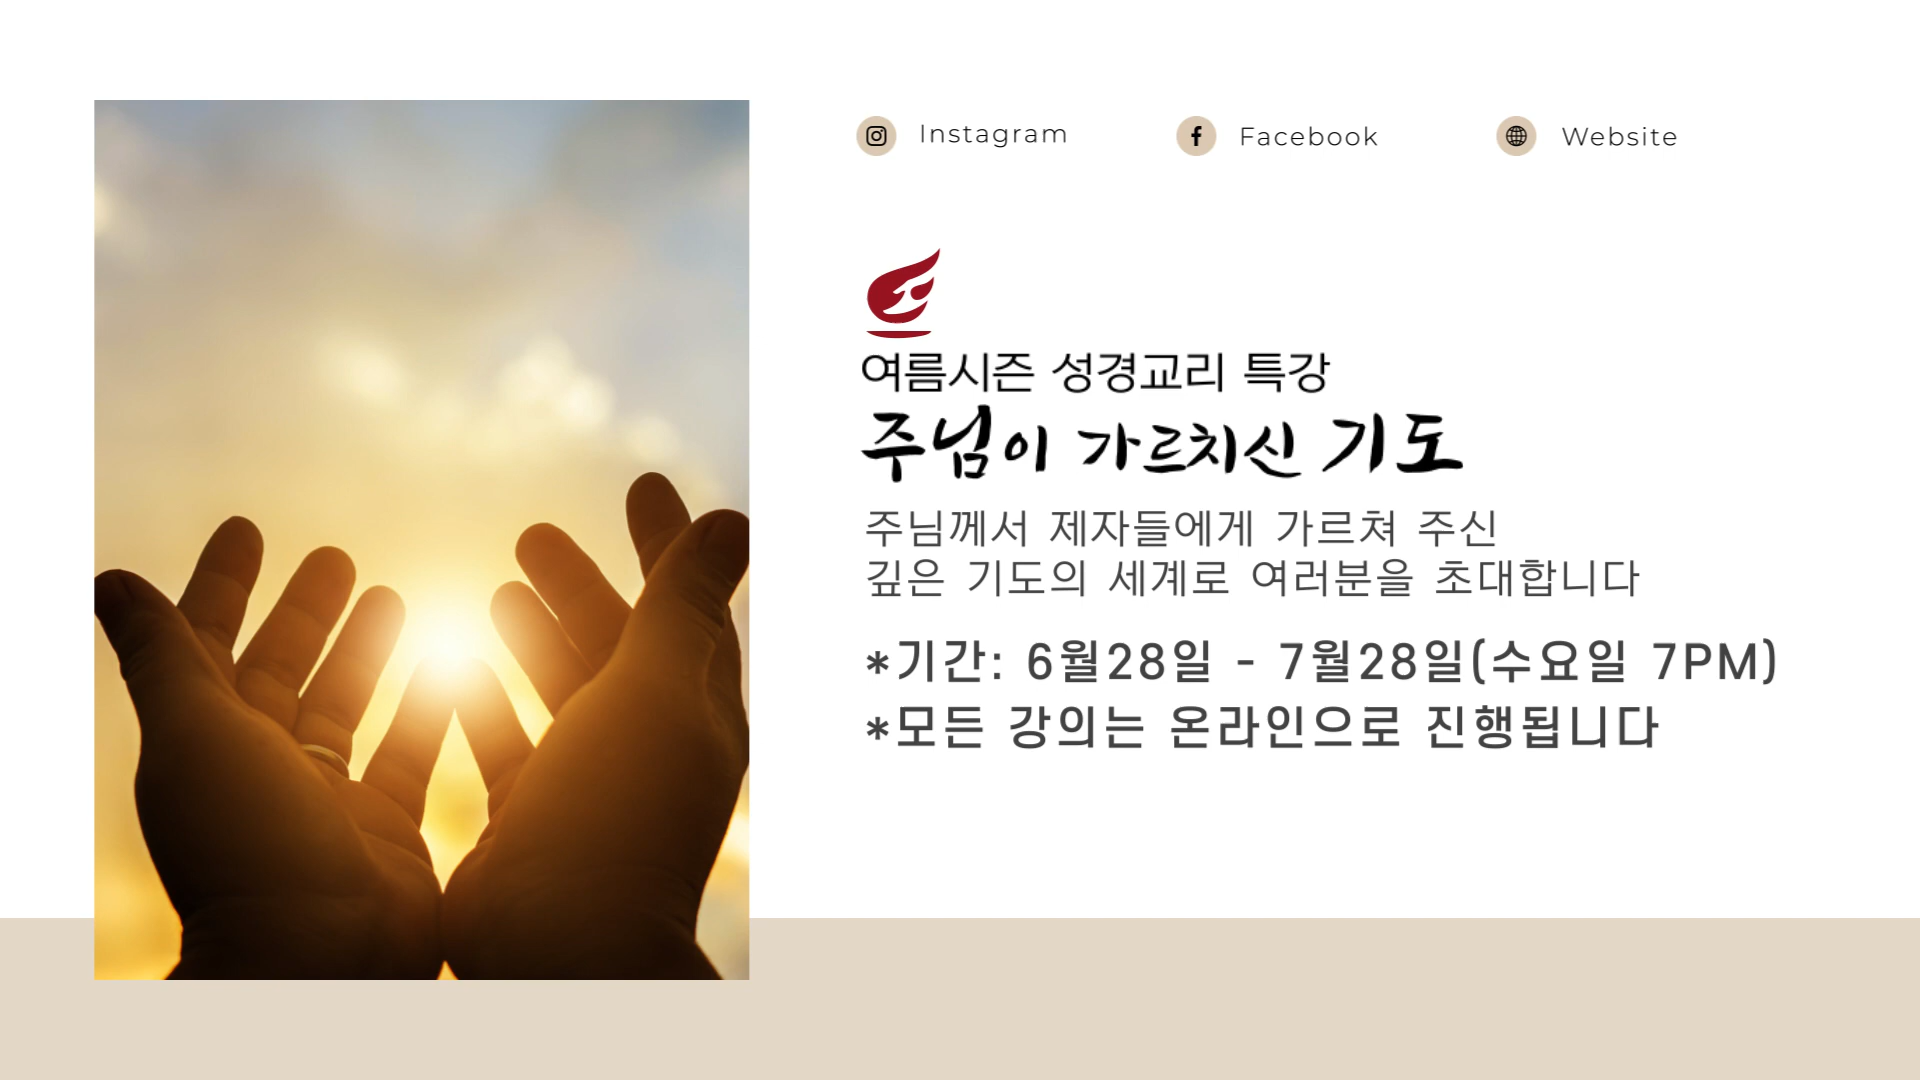 Instagram
Facebook
Website
여름시즌 성경교리 특강
주님이 가르치신 기도
주님께서 제자들에게 가르쳐 주신
깊은 기도의 세계로 여러분을 초대합니다
*기간: 6월28일 - 7월28일(수요일 7PM)
*모든 강의는 온라인으로 진행됩니다